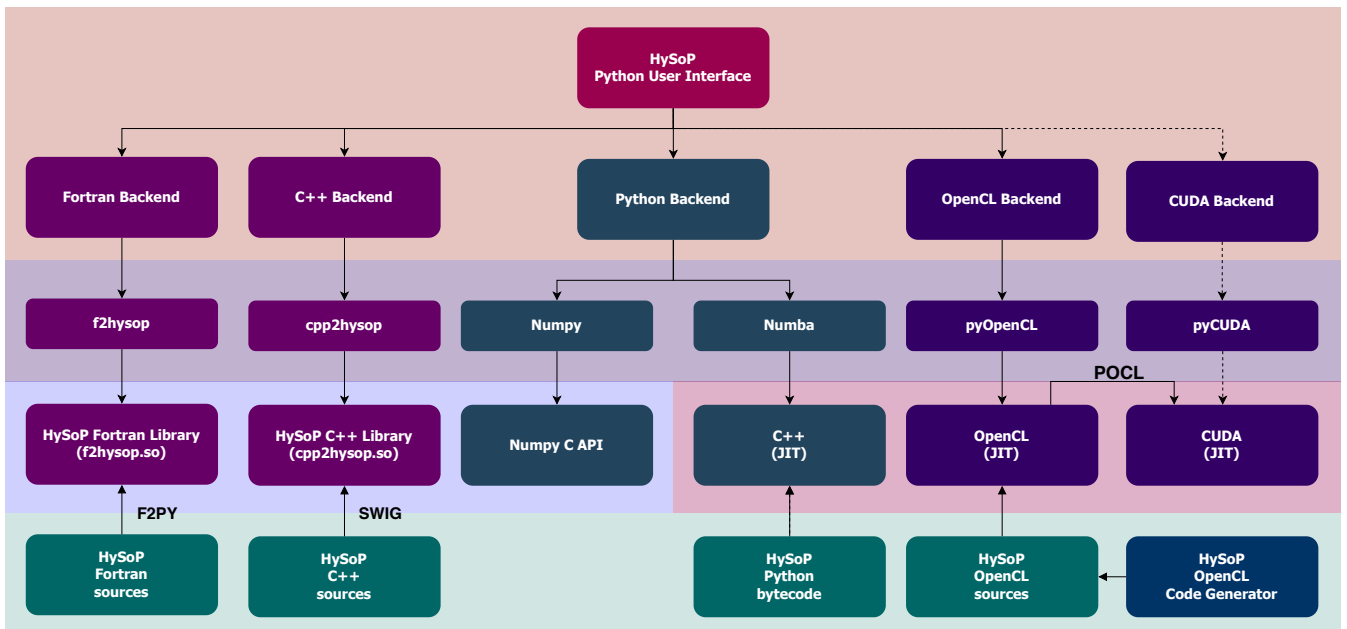 HySoP
Python User Interface
Fortran Backend
C++ Backend
Python Backend
OpenCL Backend
CUDA Backend
f2hysop
cpp2hysop
Numpy
Numba
pyOpenCL
pyCUDA
POCL
HySoP Fortran Library
(f2hysop.so)
HySoP C++ Library
(cpp2hysop.so)
Numpy C API
C++
(JIT)
OpenCL
(JIT)
CUDA
(JIT)
F2PY
SWIG
HySoP
Fortran
sources
HySoP
C++
sources
HySoP
Python
bytecode
HySoP
OpenCL
sources
HySoP
OpenCL
Code Generator